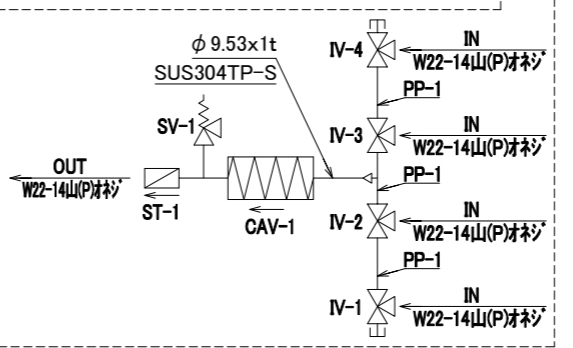 φ9.53x1t
SUS304TP-S
IV-4
IN
W22-14山(P)オネジ
PP-1
SV-1
IV-3
IN
W22-14山(P)オネジ
OUT
W22-14山(P)オネジ
PP-1
ST-1
CAV-1
IV-2
IN
W22-14山(P)オネジ
PP-1
IV-1
IN
W22-14山(P)オネジ